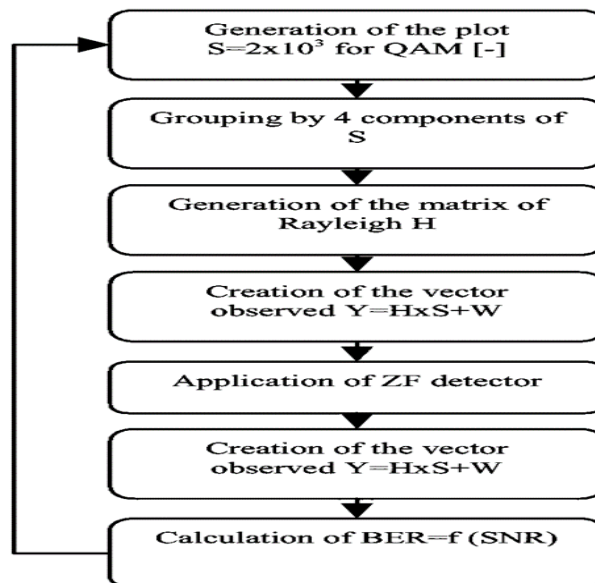 Generation of the plot
S=2x10³ for QAM [-]
Grouping by 4 components of
S
Generation of the matrix of
Rayleigh H
Creation of the vector
observed Y=HxS+W
Application of ZF detector
Creation of the vector
observed Y=HxS+W
Calculation of BER=f (SNR)